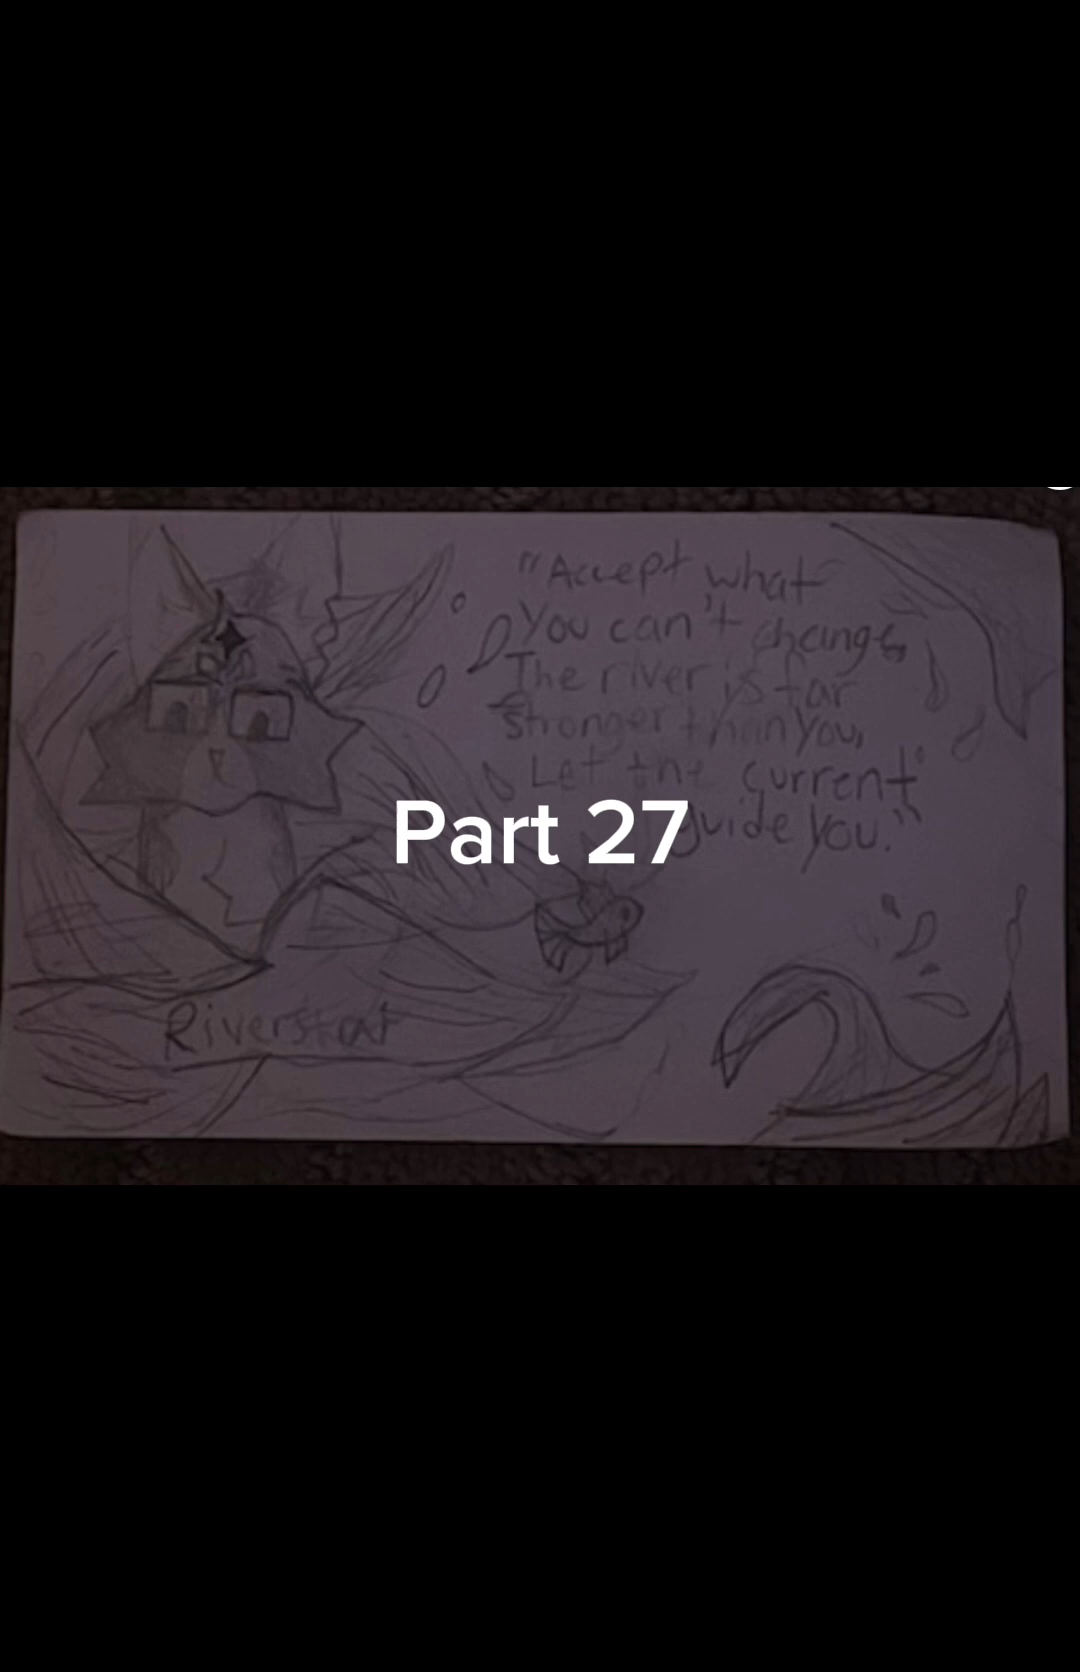 "Accept what
you can't change,
The river is far
stronger than you,
Let the current
guide you."
Part 27
Riverstar